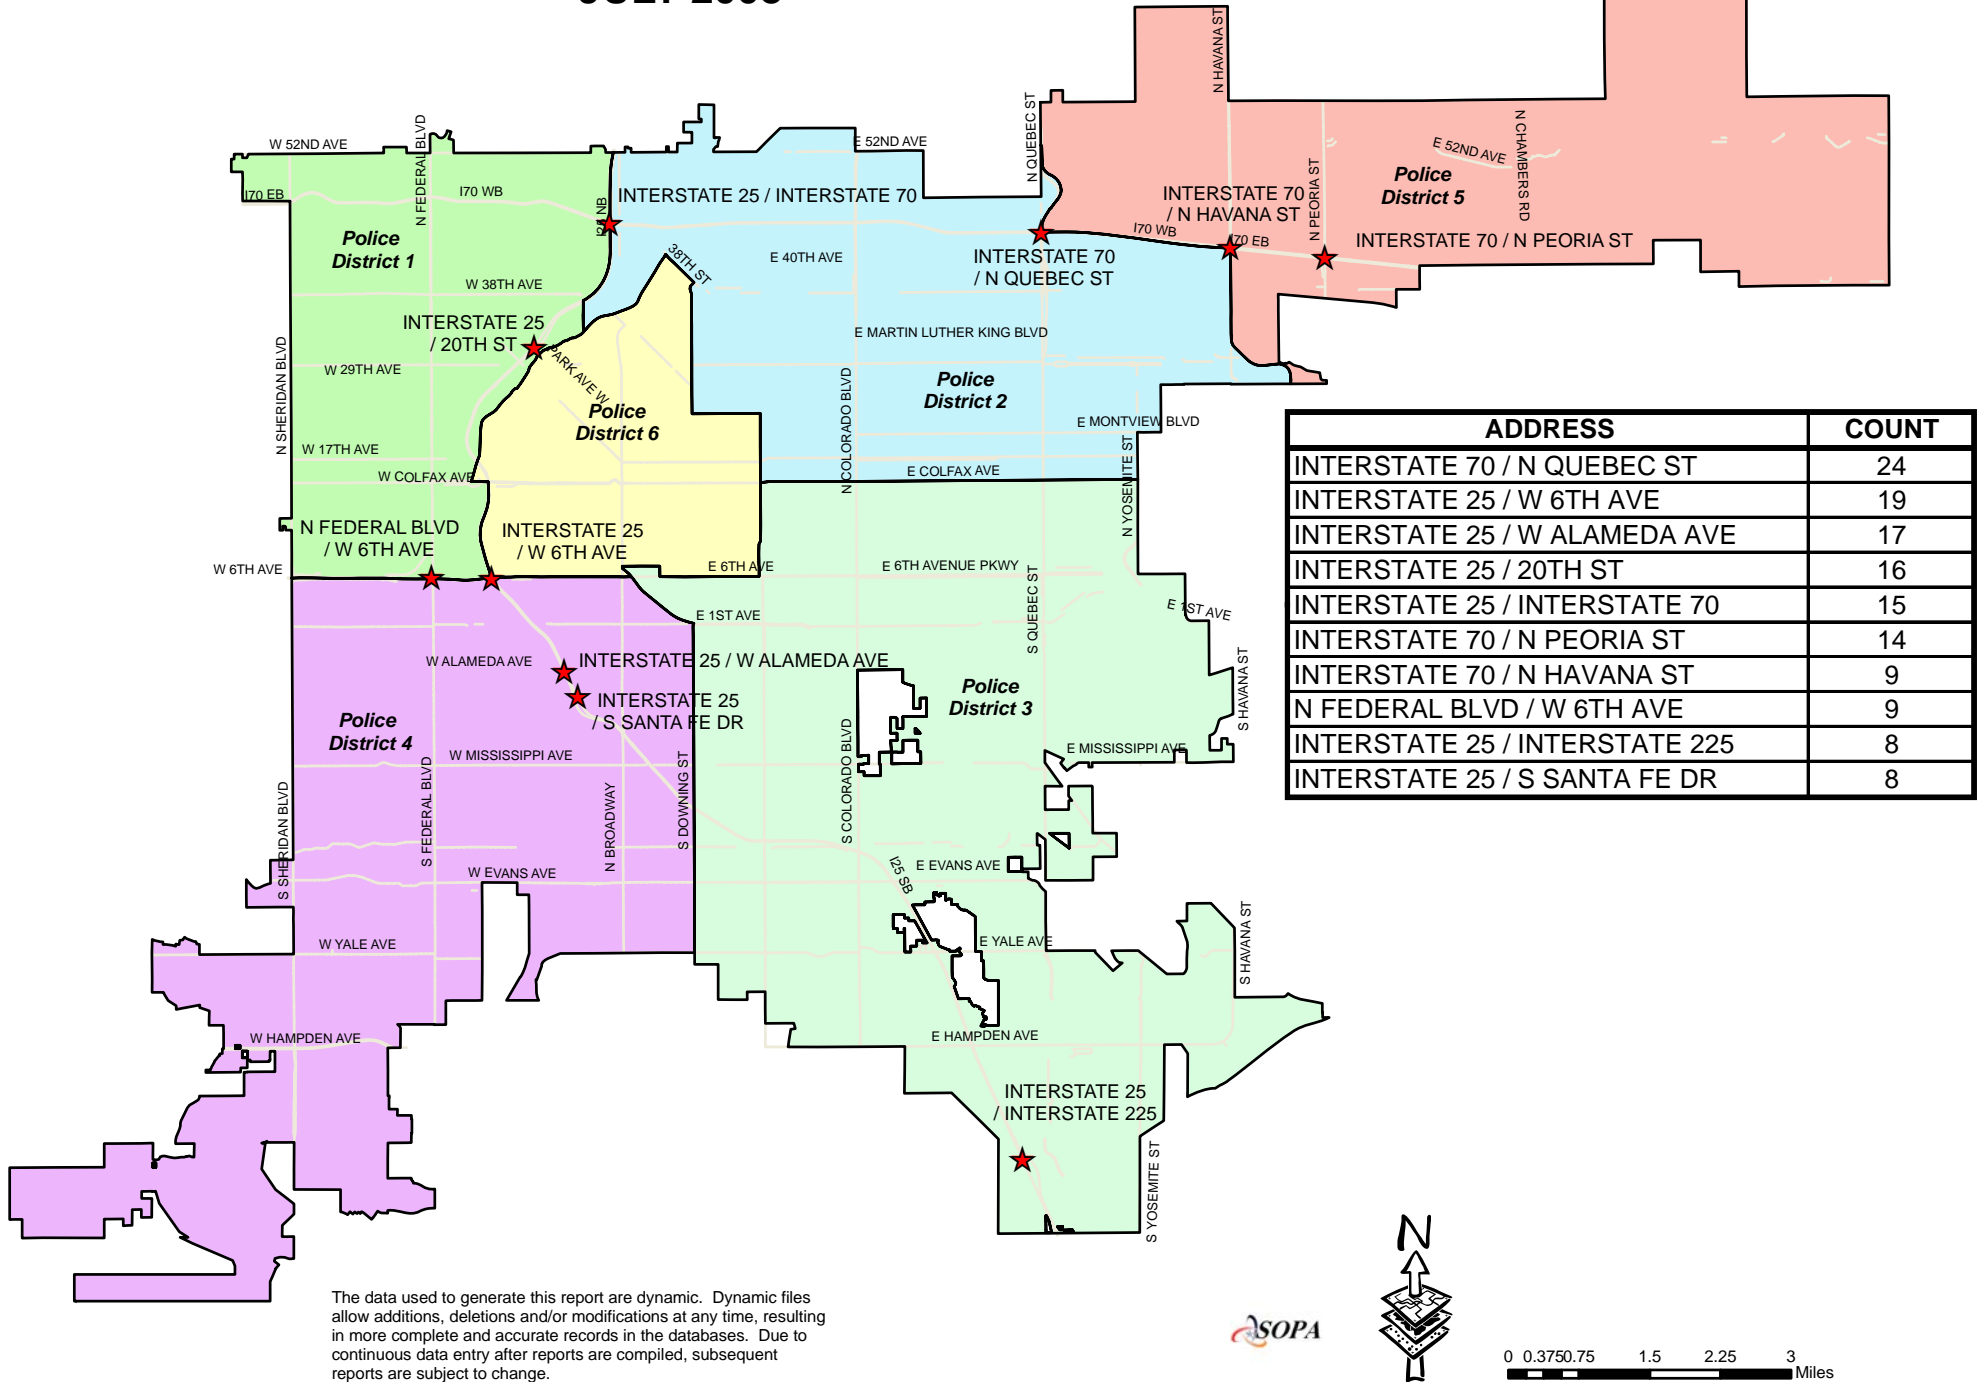 W 52ND AVE
N FEDERAL BLVD
E 52ND AVE
N QUEBEC ST
N HAVANA ST
N CHAMBERS RD
E 52ND AVE
I70 EB
I70 WB
I25 NB
INTERSTATE 25 / INTERSTATE 70
INTERSTATE 70
/ N HAVANA ST
N PEORIA ST
Police
District 5
Police
District 1
38TH ST
E 40TH AVE
INTERSTATE 70
/ N QUEBEC ST
I70 WB
I70 EB
INTERSTATE 70 / N PEORIA ST
W 38TH AVE
INTERSTATE 25
/ 20TH ST
E MARTIN LUTHER KING BLVD
N SHERIDAN BLVD
W 29TH AVE
PARK AVE W
Police
District 6
N COLORADO BLVD
Police
District 2
E MONTVIEW BLVD
W 17TH AVE
W COLFAX AVE
E COLFAX AVE
N YOSEMITE ST
ADDRESS COUNT
INTERSTATE 70 / N QUEBEC ST 24
INTERSTATE 25 / W 6TH AVE 19
INTERSTATE 25 / W ALAMEDA AVE 17
INTERSTATE 25 / 20TH ST 16
INTERSTATE 25 / INTERSTATE 70 15
INTERSTATE 70 / N PEORIA ST 14
INTERSTATE 70 / N HAVANA ST 9
N FEDERAL BLVD / W 6TH AVE 9
INTERSTATE 25 / INTERSTATE 225 8
INTERSTATE 25 / S SANTA FE DR 8
N FEDERAL BLVD
/ W 6TH AVE
INTERSTATE 25
/ W 6TH AVE
W 6TH AVE
E 6TH AVE
E 6TH AVENUE PKWY
E 1ST AVE
S QUEBEC ST
E 1ST AVE
W ALAMEDA AVE
INTERSTATE 25 / W ALAMEDA AVE
INTERSTATE 25
/ S SANTA FE DR
Police
District 3
S HAVANA ST
Police
District 4
W MISSISSIPPI AVE
E MISSISSIPPI AVE
S SHERIDAN BLVD
S FEDERAL BLVD
N BROADWAY
S DOWNING ST
S COLORADO BLVD
W EVANS AVE
I25 SB
E EVANS AVE
W YALE AVE
E YALE AVE
S HAVANA ST
W HAMPDEN AVE
E HAMPDEN AVE
INTERSTATE 25
/ INTERSTATE 225
S YOSEMITE ST
The data used to generate this report are dynamic. Dynamic files
allow additions, deletions and/or modifications at any time, resulting
in more complete and accurate records in the databases. Due to
continuous data entry after reports are compiled, subsequent
reports are subject to change.
SOPA
N
0 0.375 0.75 1.5 2.25 3
Miles